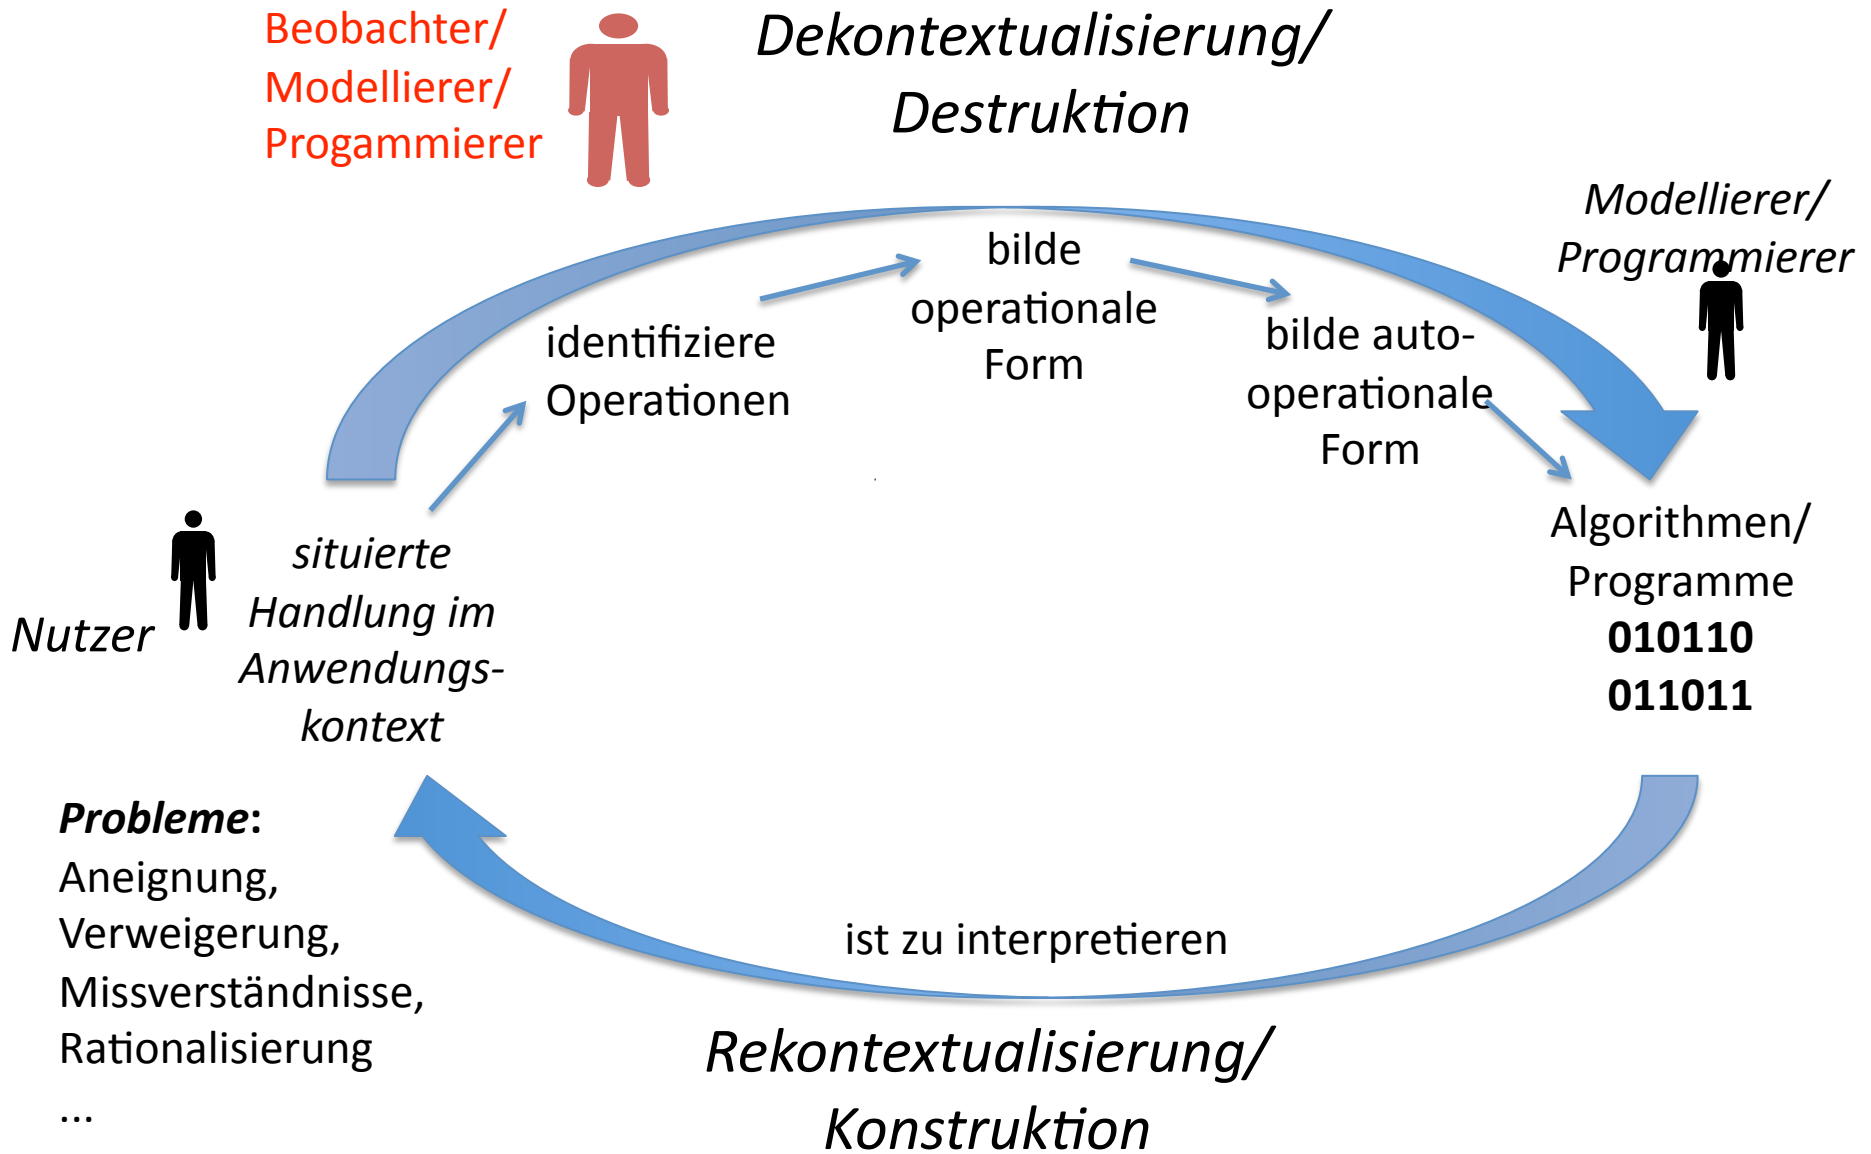 Beobachter/
Modellierer/
Progammierer
Dekontextualisierung/
Destruktion
Modellierer/
Programmierer
identifiziere
Operationen
bilde
operationale
Form
bilde auto-
operationale
Form
Nutzer
situierte
Handlung im
Anwendungs-
kontext
Algorithmen/
Programme
010110
011011
Probleme:
Aneignung,
Verweigerung,
Missverständnisse,
Rationalisierung
...
ist zu interpretieren
Rekontextualisierung/
Konstruktion